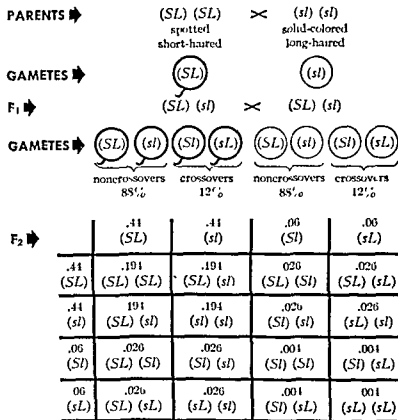 PARENTS (SL) (SL) × (sl) (sl)
spotted solid-colored
short-haired long-haired
GAMETES (SL) (sl)
F1 (SL) (sl) × (SL) (sl)
GAMETES (SL) (sl) (Sl) (sL) (SL) (sl) (Sl) (sL)
noncrossovers crossovers noncrossovers crossovers
88% 12% 88% 12%
F2 .44 .44 .06 .06
(SL) (sl) (Sl) (sL)
.44 .194 .194 .026 .026
(SL) (SL) (SL) (SL) (sl) (SL) (Sl) (SL) (sL)
.44 .194 .194 .026 .026
(sl) (SL) (sl) (sl) (sl) (Sl) (sl) (sL) (sl)
.06 .026 .026 .004 .004
(Sl) (SL) (Sl) (Sl) (sl) (Sl) (Sl) (Sl) (sL)
06 .026 .026 .004 004
(sL) (SL) (sL) (sL) (sl) (Sl) (sL) (sL) (sL)